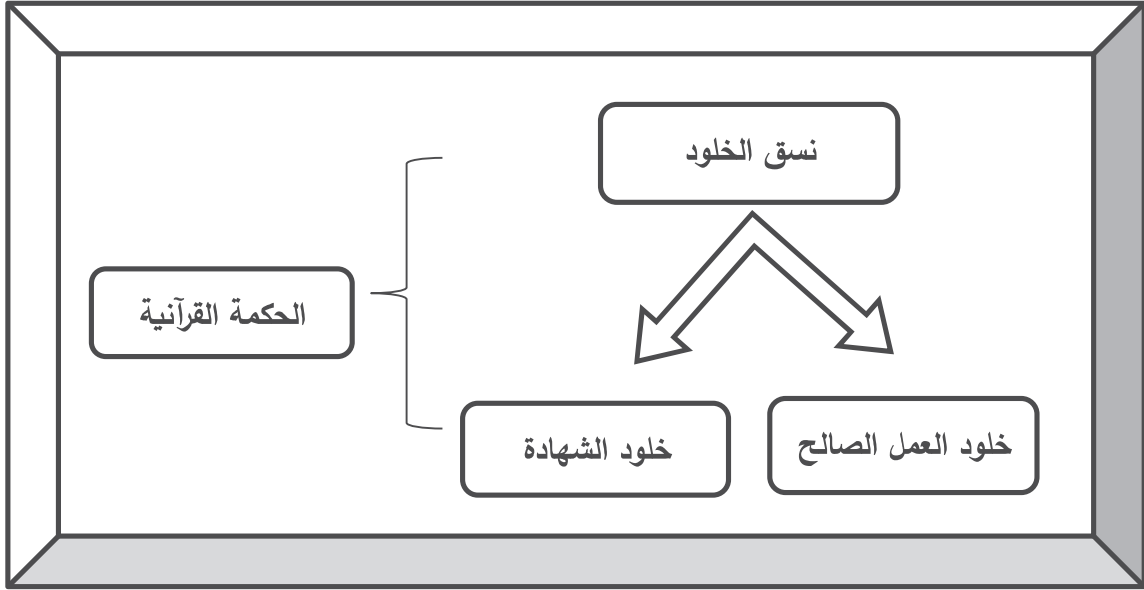 نسق الخلود
الحكمة القرآنية
خلود العمل الصالح
خلود الشهادة